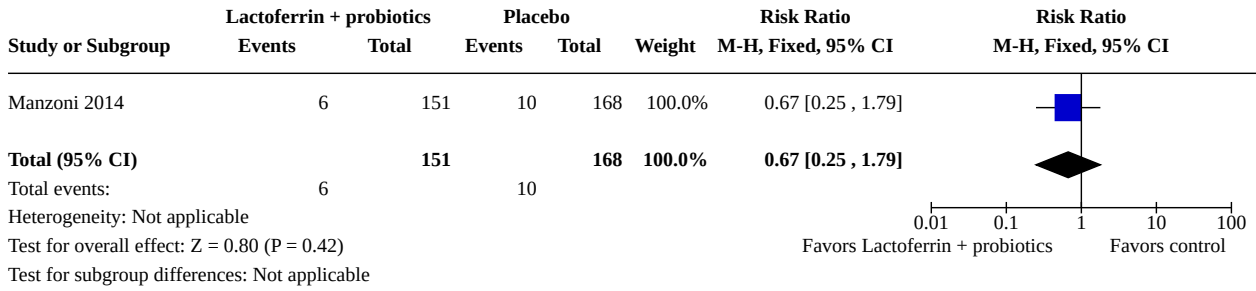 Lactoferrin + probiotics Placebo Risk Ratio Risk Ratio
Study or Subgroup Events Total Events Total Weight M-H, Fixed, 95% CI M-H, Fixed, 95% CI
Manzoni 2014 6 151 10 168 100.0% 0.67 [0.25 , 1.79]
Total (95% CI) 151 168 100.0% 0.67 [0.25 , 1.79]
Total events: 6 10
Heterogeneity: Not applicable
0.01 0.1 1 10 100
Test for overall effect: Z = 0.80 (P = 0.42)
Favors Lactoferrin + probiotics Favors control
Test for subgroup differences: Not applicable